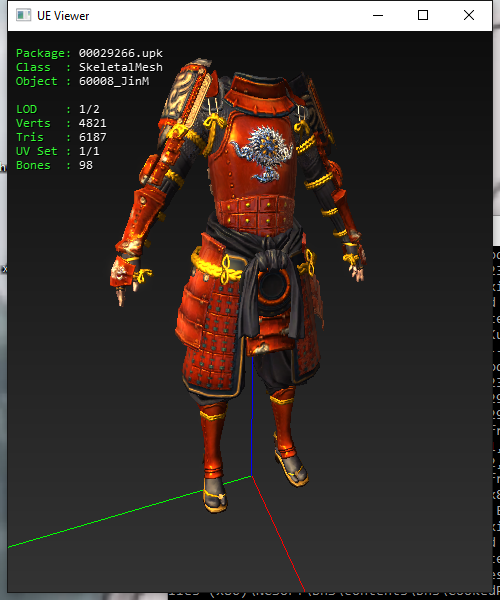 UE Viewer
Package: 00029266.upk
Class : SkeletalMesh
Object : 60008_JinM
LOD : 1/2
Verts : 4821
Tris : 6187
UV Set : 1/1
Bones : 98